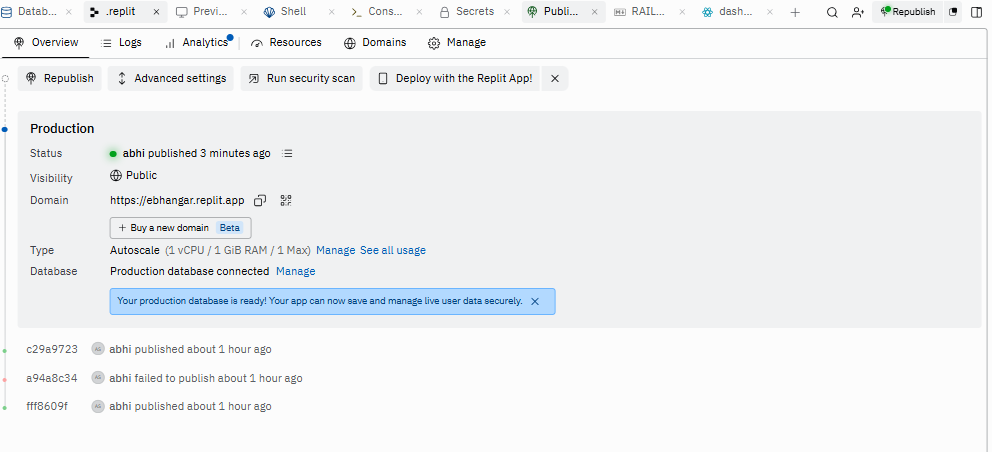 Datab... .replit Previ... Shell Cons... Secrets Publi... RAIL... dash... Republish
Overview Logs Analytics Resources Domains Manage
Republish Advanced settings Run security scan Deploy with the Replit App!
Production
Status abhi published 3 minutes ago
Visibility Public
Domain https://ebhangar.replit.app
+ Buy a new domain Beta
Type Autoscale (1 vCPU / 1 GiB RAM / 1 Max) Manage See all usage
Database Production database connected Manage
Your production database is ready! Your app can now save and manage live user data securely.
c29a9723 AS abhi published about 1 hour ago
a94a8c34 AS abhi failed to publish about 1 hour ago
fff8609f AS abhi published about 1 hour ago